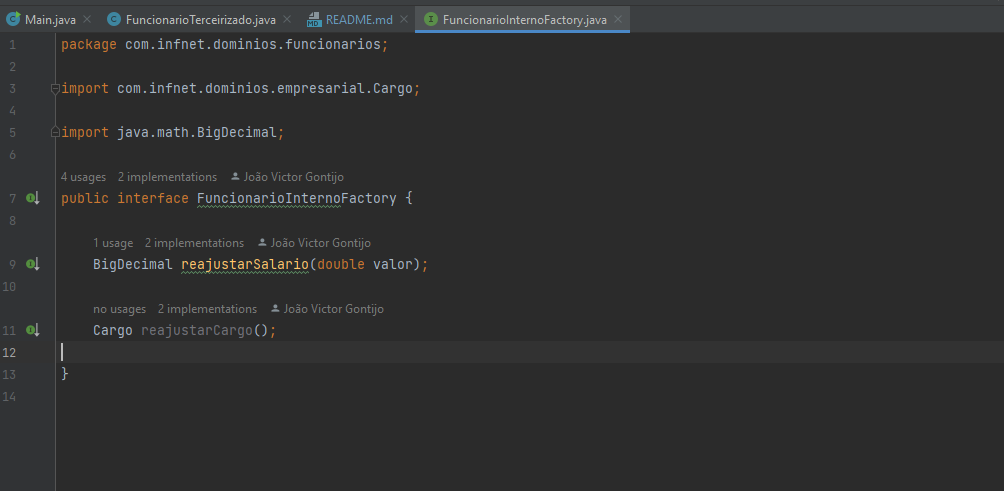 Main.java FuncionarioTerceirizado.java README.md FuncionarioInternoFactory.java
1 package com.infnet.dominios.funcionarios;
2
3 import com.infnet.dominios.empresarial.Cargo;
4
5 import java.math.BigDecimal;
6
4 usages 2 implementations João Victor Gontijo
7 public interface FuncionarioInternoFactory {
8
1 usage 2 implementations João Victor Gontijo
9 BigDecimal reajustarSalario(double valor);
10
no usages 2 implementations João Victor Gontijo
11 Cargo reajustarCargo();
12
13 }
14